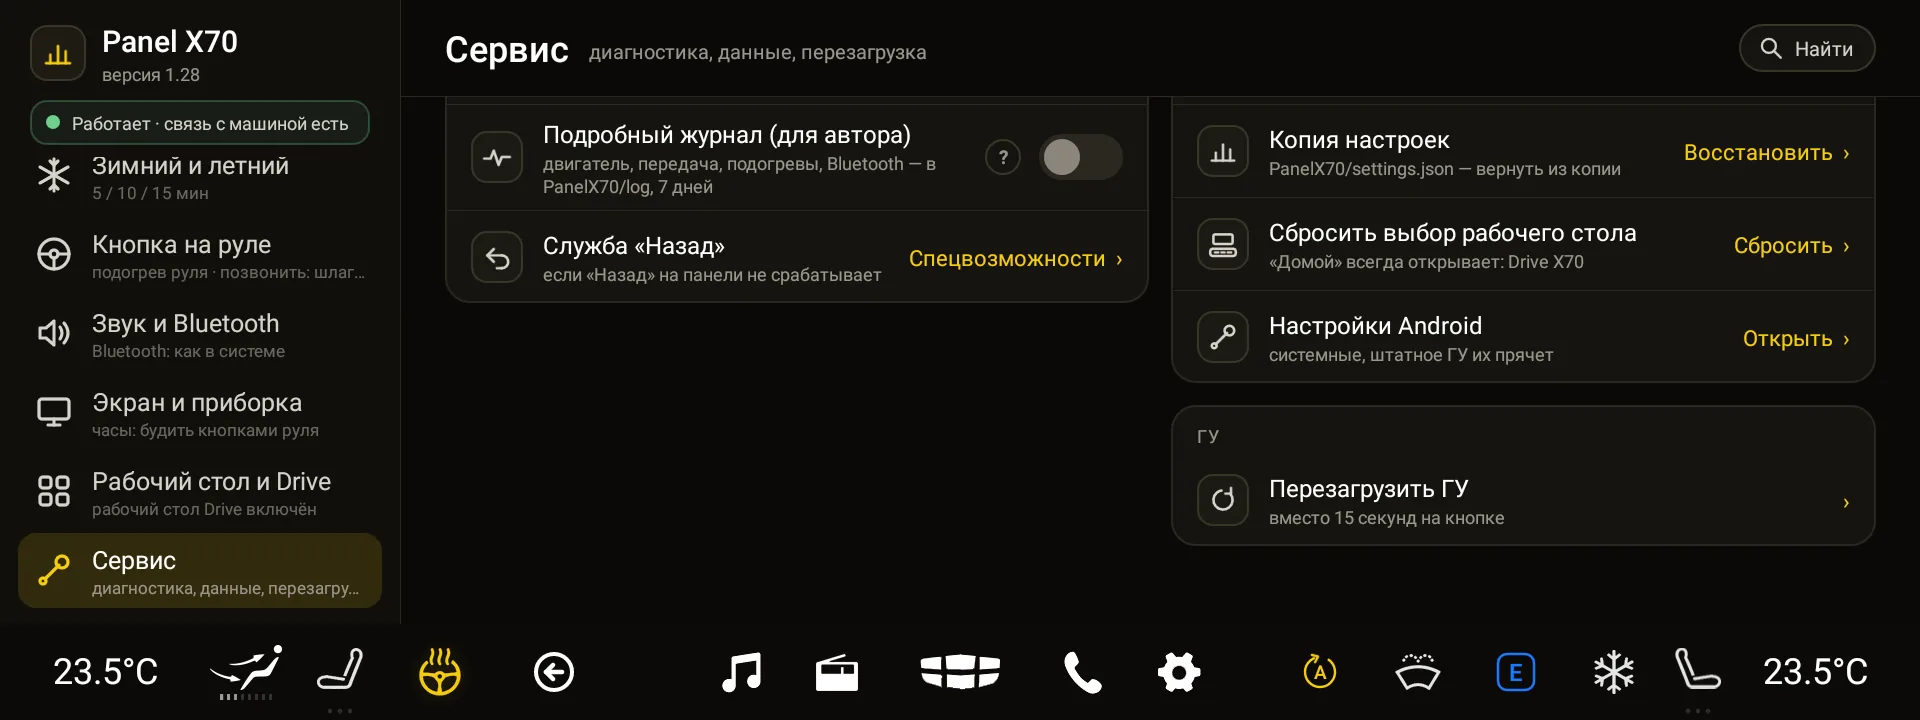 Panel X70
версия 1.28
Работает · связь с машиной есть
Зимний и летний
5 / 10 / 15 мин
Кнопка на руле
подогрев руля · позвонить: шлаг…
Звук и Bluetooth
Bluetooth: как в системе
Экран и приборка
часы: будить кнопками руля
Рабочий стол и Drive
рабочий стол Drive включён
Сервис
диагностика, данные, перезагру…
Сервис диагностика, данные, перезагрузка
Найти
Подробный журнал (для автора)
двигатель, передача, подогревы, Bluetooth — в
PanelX70/log, 7 дней
?
Служба «Назад»
если «Назад» на панели не срабатывает
Спецвозможности ›
Копия настроек
PanelX70/settings.json — вернуть из копии
Восстановить ›
Сбросить выбор рабочего стола
«Домой» всегда открывает: Drive X70
Сбросить ›
Настройки Android
системные, штатное ГУ их прячет
Открыть ›
ГУ
Перезагрузить ГУ
вместо 15 секунд на кнопке
›
23.5°C
A
E
23.5°C